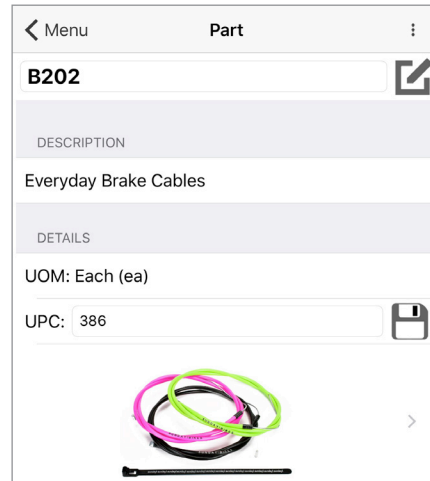 Menu
Part
B202
DESCRIPTION
Everyday Brake Cables
DETAILS
UOM: Each (ea)
UPC: 386